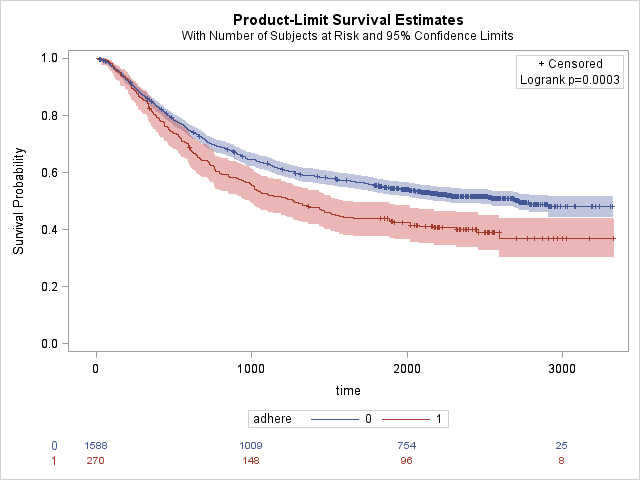 Product-Limit Survival Estimates
With Number of Subjects at Risk and 95% Confidence Limits
+ Censored
Logrank p=0.0003
1.0
0.8
0.6
0.4
0.2
0.0
Survival Probability
0 1000 2000 3000
time
adhere 0 1
0 1588 1009 754 25
1 270 148 96 8